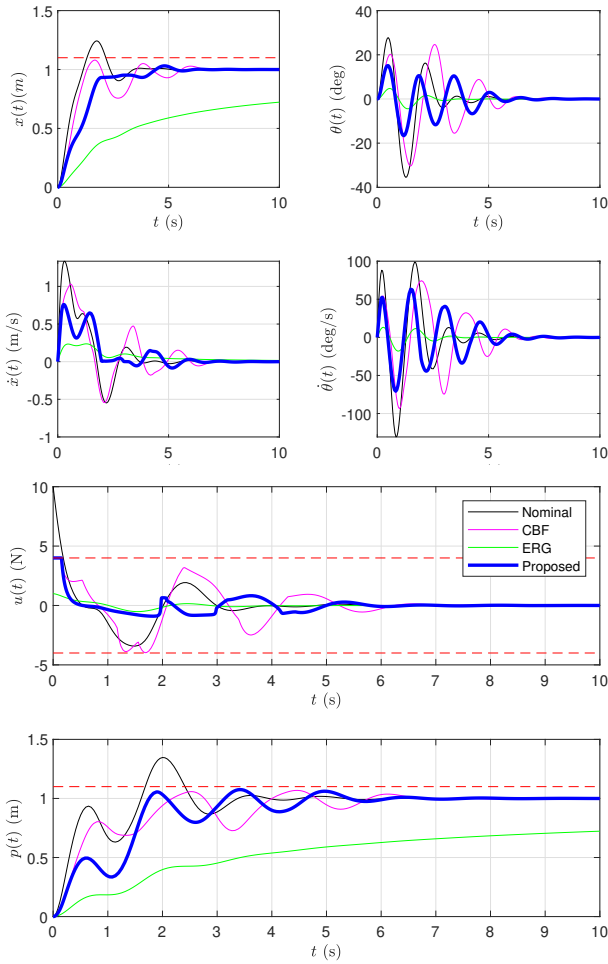 1.5
1
0.5
0
x(t)(m)
0 5 10
t (s)
40
20
0
-20
-40
θ(t) (deg)
0 5 10
t (s)
1
0.5
0
-0.5
-1
ẋ(t) (m/s)
0 5 10
100
50
0
-50
-100
θ̇(t) (deg/s)
0 5 10
10
5
0
-5
u(t) (N)
Nominal
CBF
ERG
Proposed
0 1 2 3 4 5 6 7 8 9 10
t (s)
1.5
1
0.5
0
p(t) (m)
0 1 2 3 4 5 6 7 8 9 10
t (s)